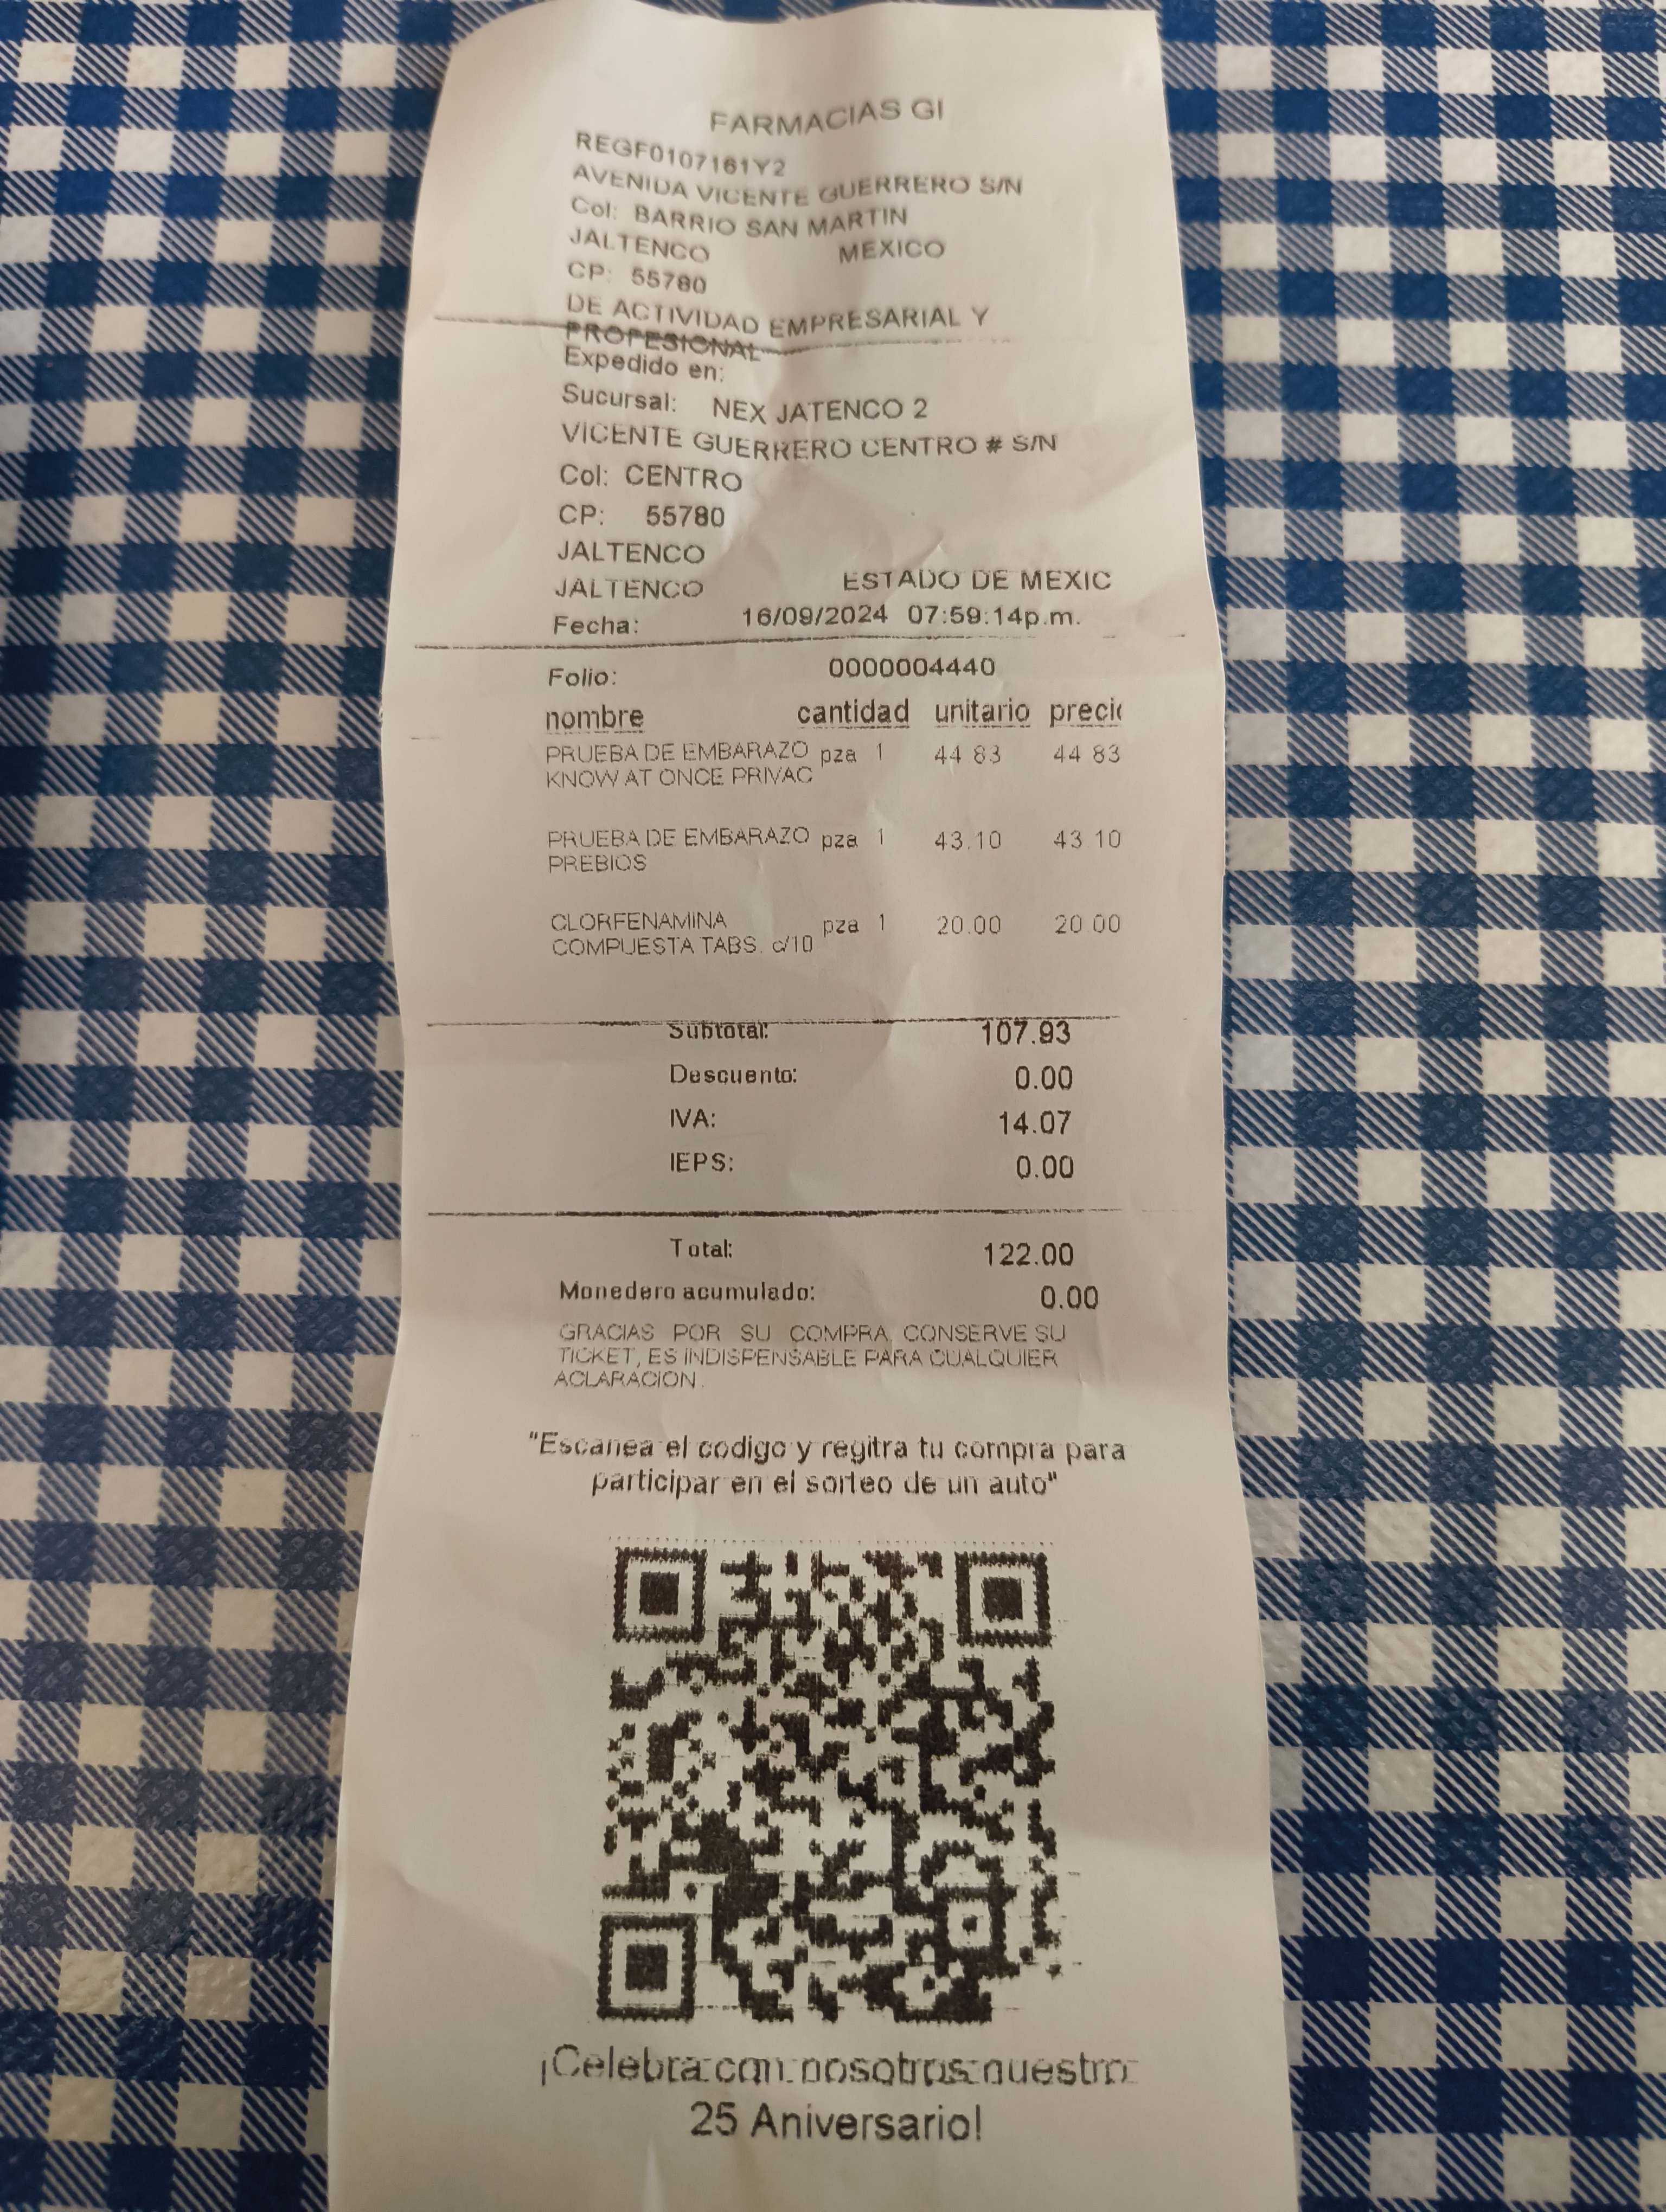 FARMACIAS GI
REGF0107161Y2
AVENIDA VICENTE GUERRERO S/N
Col: BARRIO SAN MARTIN
JALTENCO MEXICO
CP: 55780
DE ACTIVIDAD EMPRESARIAL Y
PROFESIONAL
Expedido en:
Sucursal: NEX JATENCO 2
VICENTE GUERRERO CENTRO # S/N
Col: CENTRO
CP: 55780
JALTENCO
JALTENCO ESTADO DE MEXIC
Fecha: 16/09/2024 07:59:14p.m.
Folio: 0000004440
nombre cantidad unitario precio
PRUEBA DE EMBARAZO pza 1 44 83 44 83
KNOW AT ONCE PRIVAC
PRUEBA DE EMBARAZO pza 1 43.10 43 10
PREBIOS
CLORFENAMINA pza 1 20.00 20 00
COMPUESTA TABS. c/10
Subtotal: 107.93
Descuento: 0.00
IVA: 14.07
IEPS: 0.00
Total: 122.00
Monedero acumulado: 0.00
GRACIAS POR SU COMPRA, CONSERVE SU
TICKET, ES INDISPENSABLE PARA CUALQUIER
ACLARACION.
"Escanea el codigo y regitra tu compra para
participar en el sorteo de un auto"
¡Celebra con nosotros nuestro
25 Aniversario!